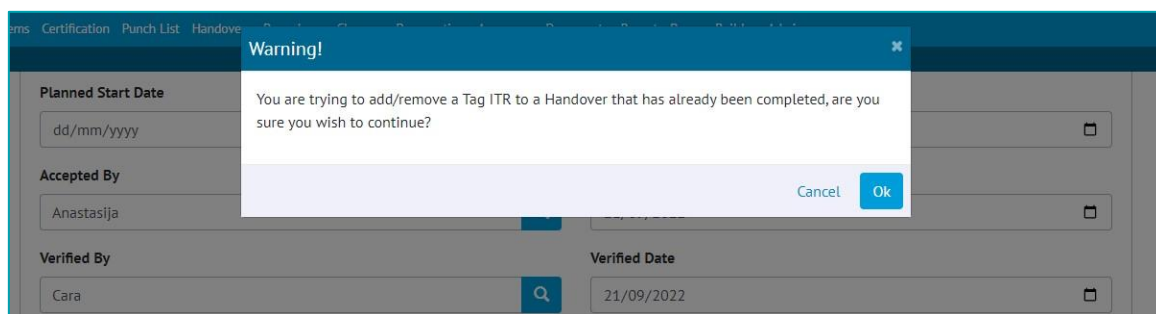 Certification Punch List Handove
Warning!
You are trying to add/remove a Tag ITR to a Handover that has already been completed, are you
sure you wish to continue?
Cancel Ok
Planned Start Date
dd/mm/yyyy
Accepted By
Anastasija
Verified By Verified Date
Cara 21/09/2022